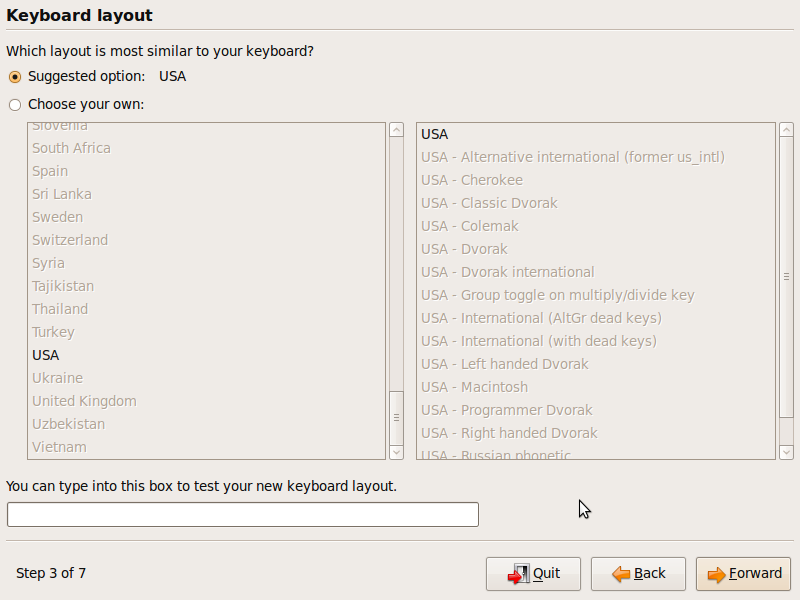 Keyboard layout
Which layout is most similar to your keyboard?
Suggested option: USA
Choose your own:
Slovenia
South Africa
Spain
Sri Lanka
Sweden
Switzerland
Syria
Tajikistan
Thailand
Turkey
USA
Ukraine
United Kingdom
Uzbekistan
Vietnam
USA
USA - Alternative international (former us_intl)
USA - Cherokee
USA - Classic Dvorak
USA - Colemak
USA - Dvorak
USA - Dvorak international
USA - Group toggle on multiply/divide key
USA - International (AltGr dead keys)
USA - International (with dead keys)
USA - Left handed Dvorak
USA - Macintosh
USA - Programmer Dvorak
USA - Right handed Dvorak
USA - Russian phonetic
You can type into this box to test your new keyboard layout.
Step 3 of 7
Quit
Back
Forward